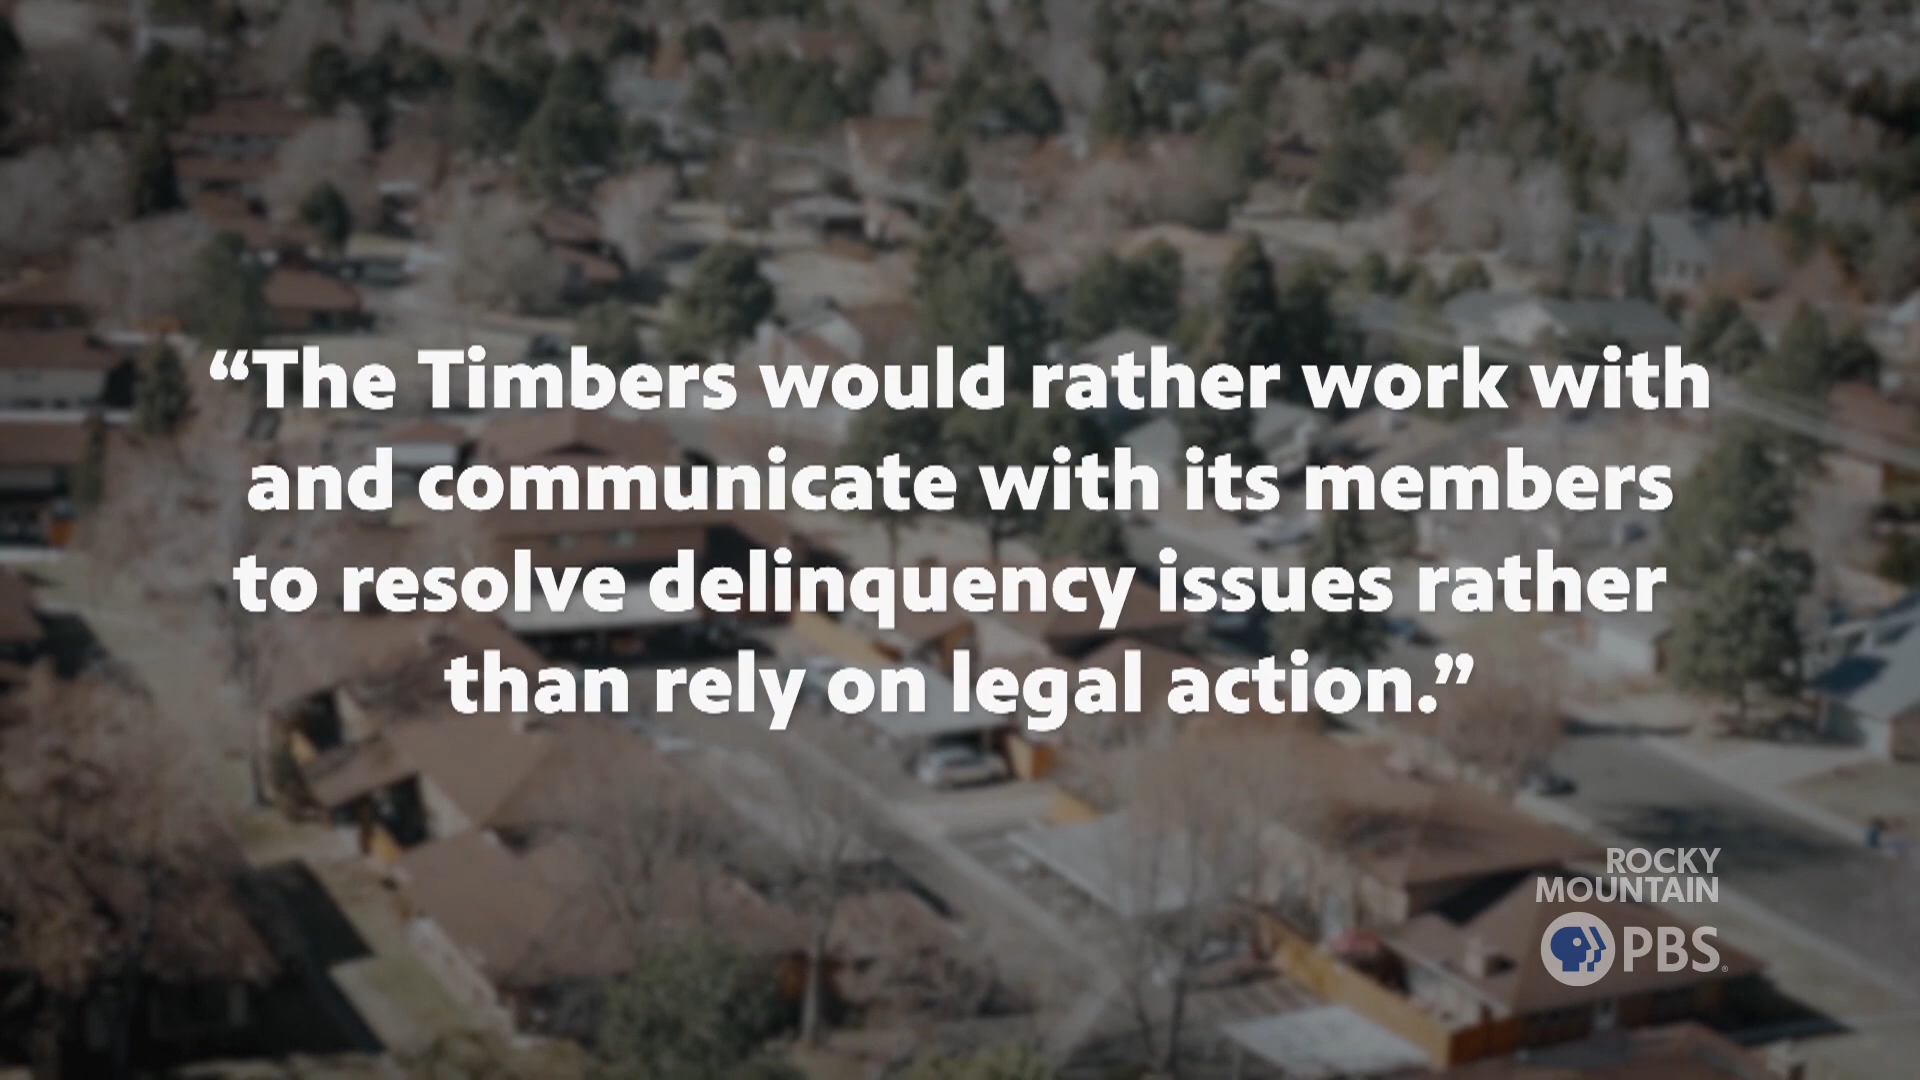 “The Timbers would rather work with
and communicate with its members
to resolve delinquency issues rather
than rely on legal action.”
ROCKY
MOUNTAIN
PBS